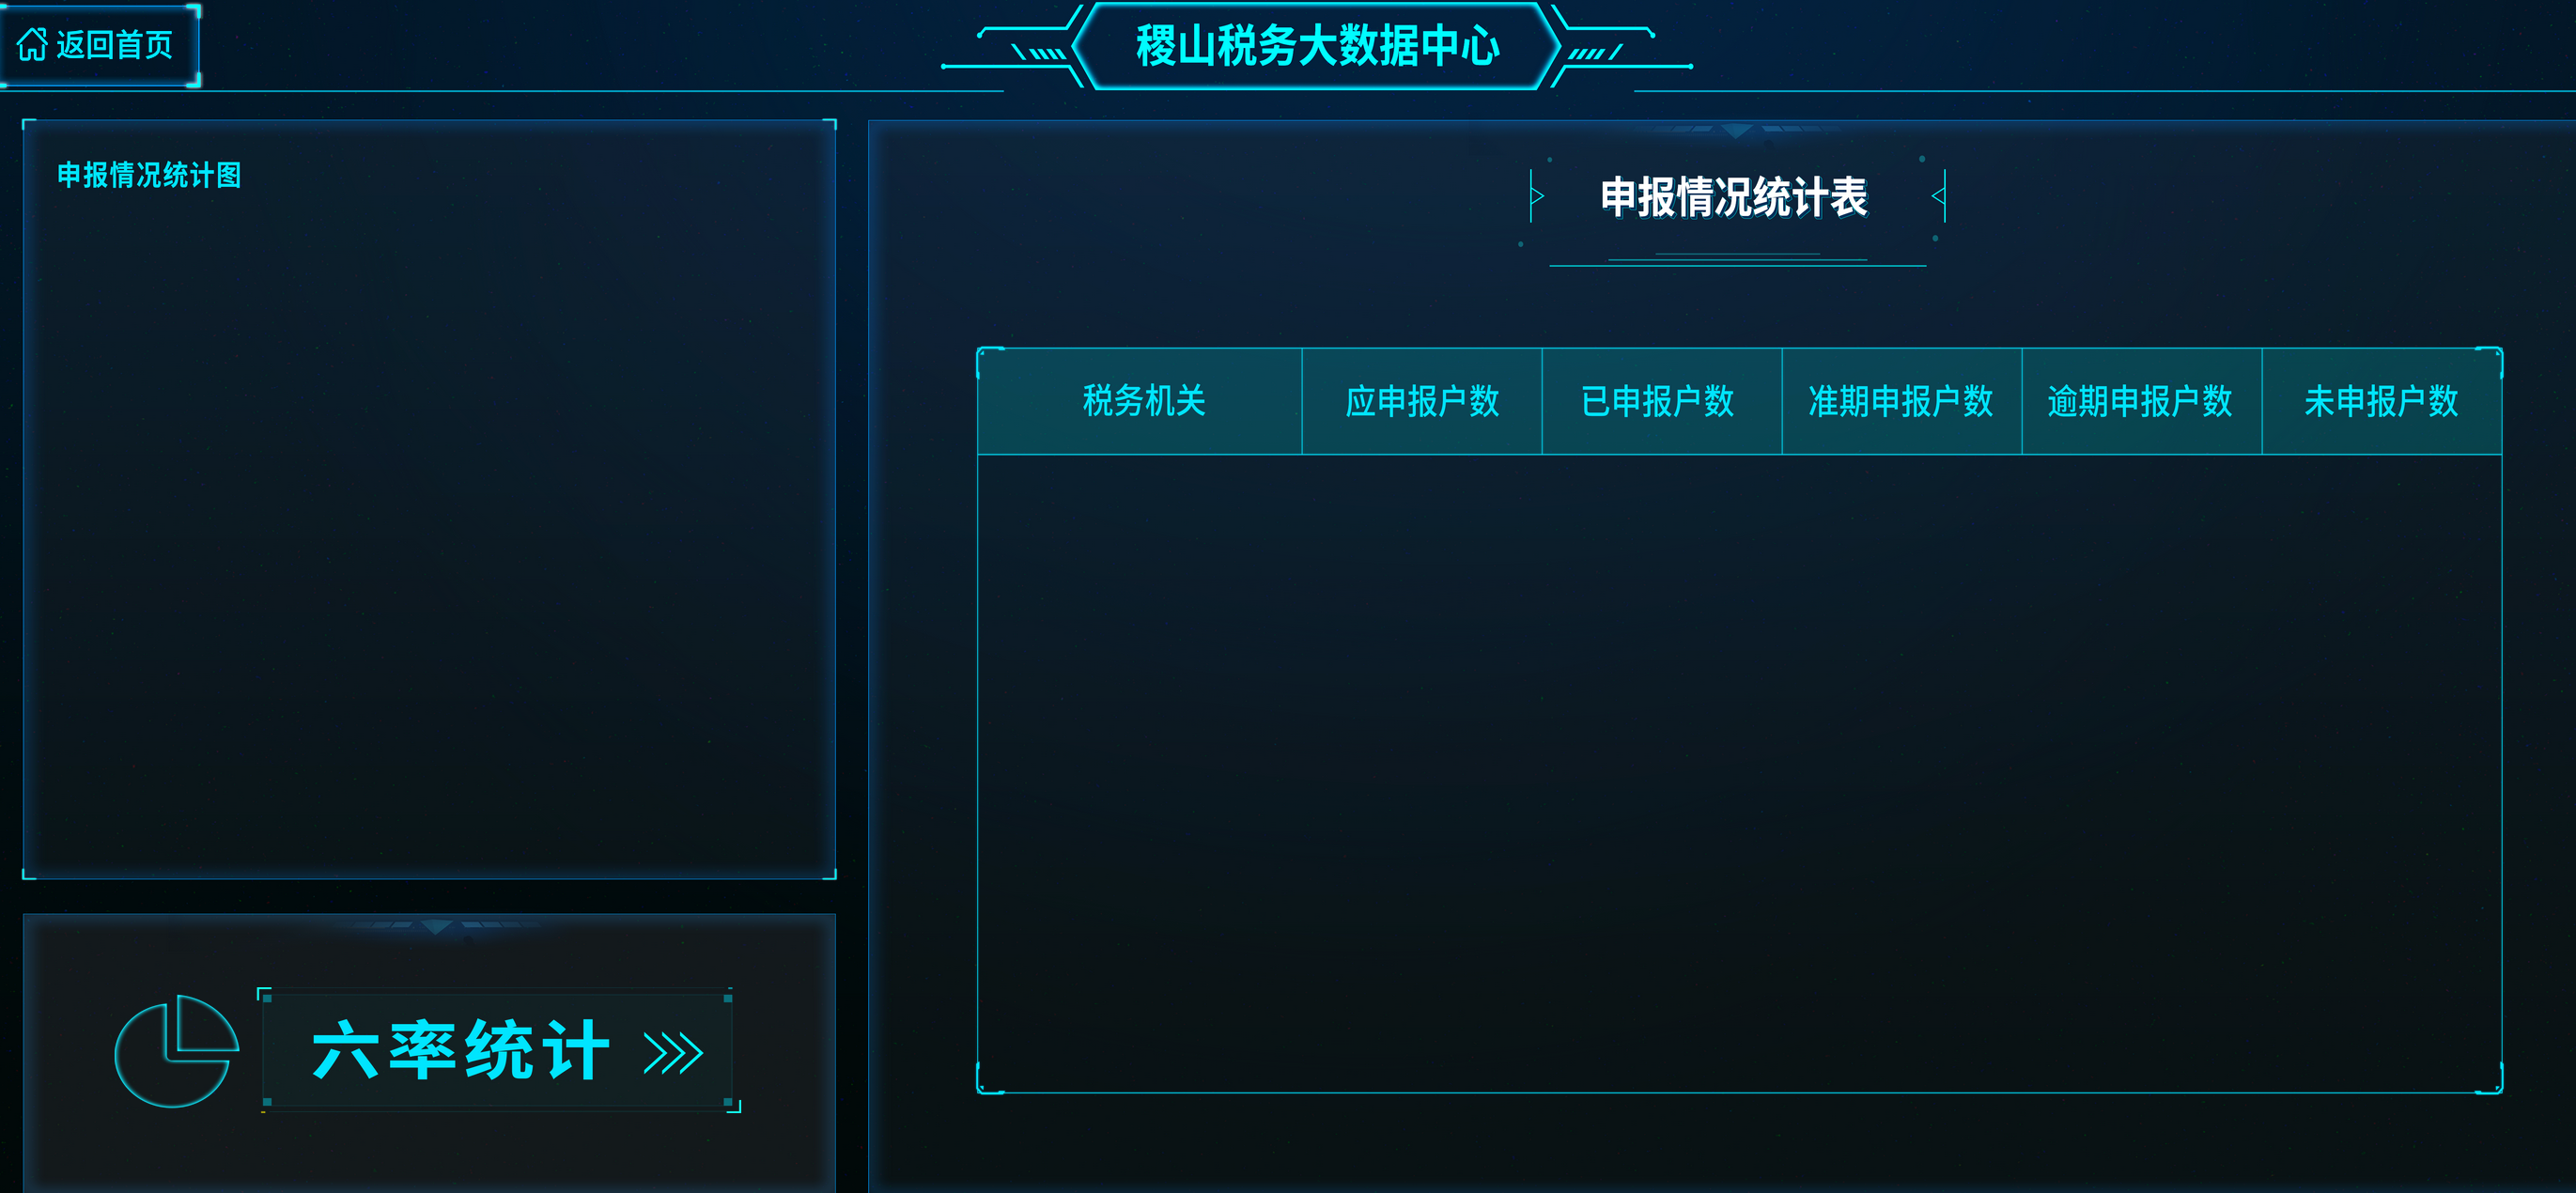 返回首页
稷山税务大数据中心
申报情况统计图
申报情况统计表
税务机关 应申报户数 已申报户数 准期申报户数 逾期申报户数 未申报户数
六率统计